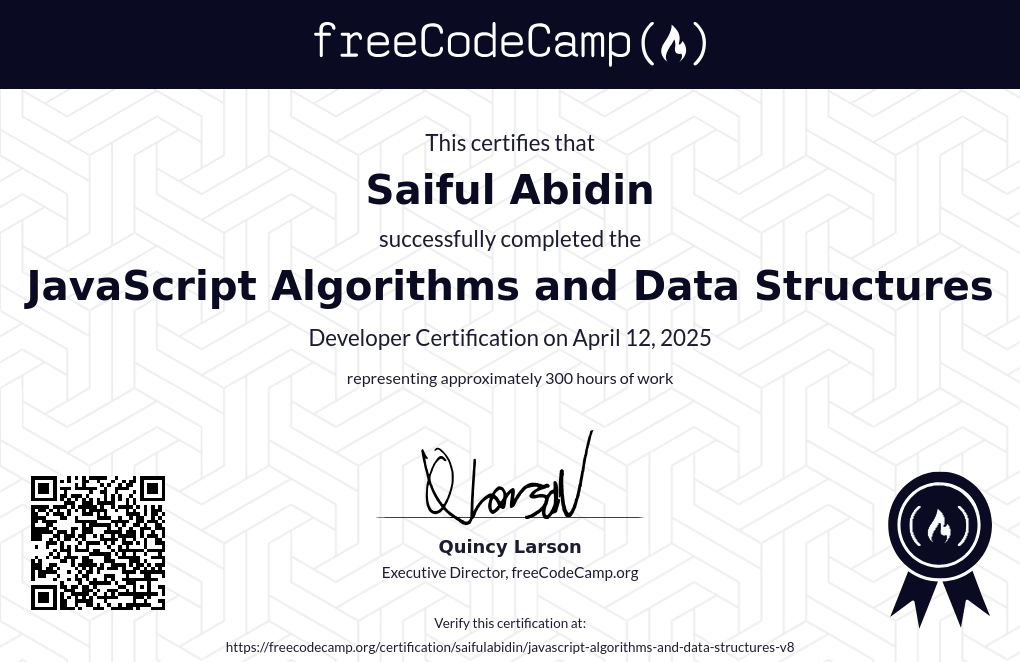 freeCodeCamp(🔥)
This certifies that
Saiful Abidin
successfully completed the
JavaScript Algorithms and Data Structures
Developer Certification on April 12, 2025
representing approximately 300 hours of work
Q Larson
Quincy Larson
Executive Director, freeCodeCamp.org
Verify this certification at:
https://freecodecamp.org/certification/saifulabidin/javascript-algorithms-and-data-structures-v8